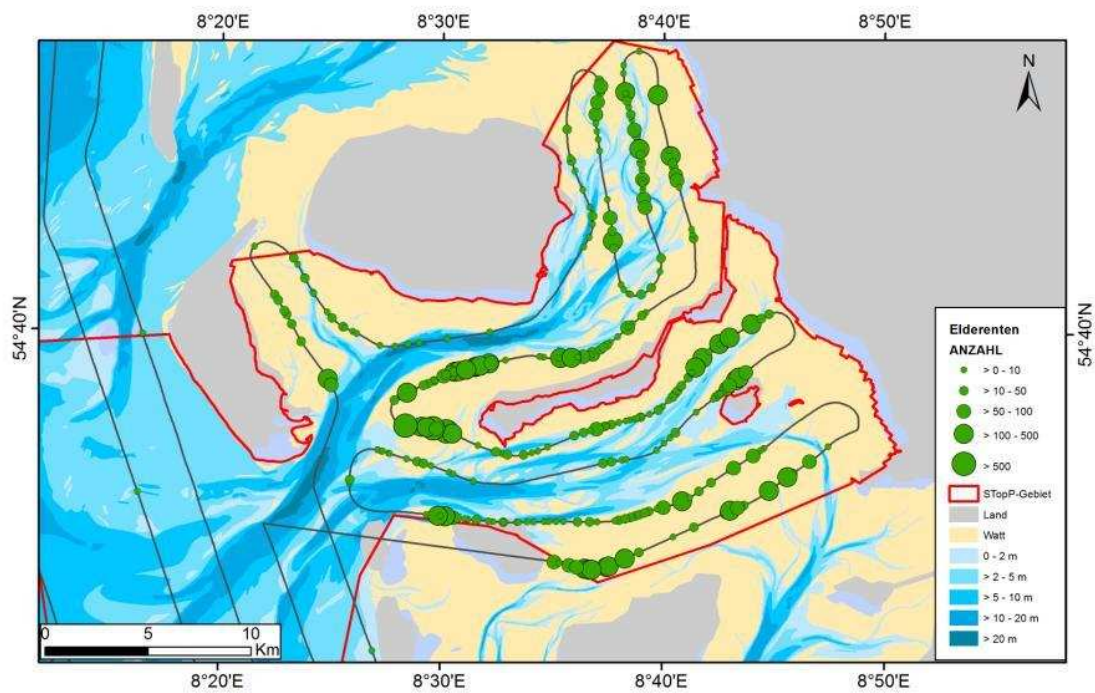 8°20'E 8°30'E 8°40'E 8°50'E
N
54°40'N
54°40'N
Elderenten
ANZAHL
> 0 - 10
> 10 - 50
> 50 - 100
> 100 - 500
> 500
STopP-Gebiet
Land
Watt
0 - 2 m
> 2 - 5 m
> 5 - 10 m
> 10 - 20 m
> 20 m
0 5 10
Km
8°20'E 8°30'E 8°40'E 8°50'E